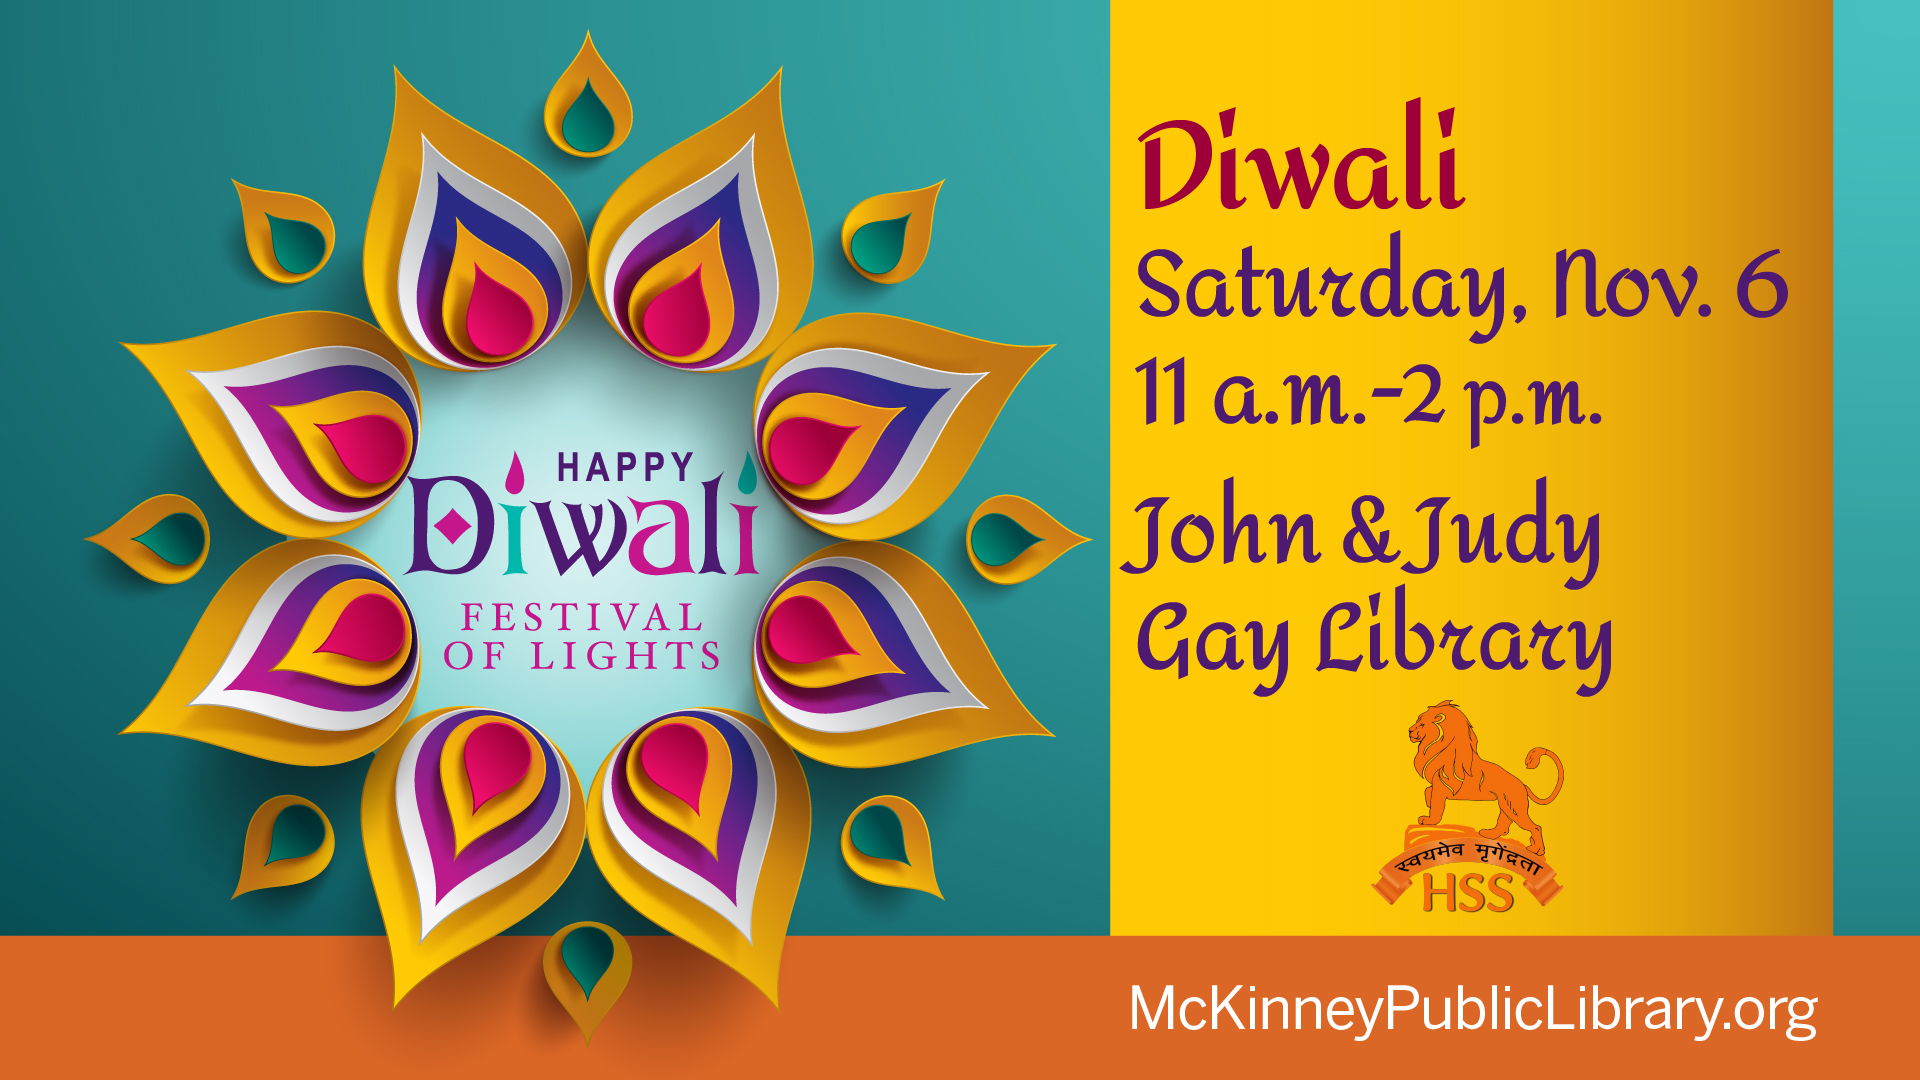 HAPPY
Diwali
FESTIVAL
OF LIGHTS
Diwali
Saturday, Nov. 6
11 a.m.-2 p.m.
John & Judy
Gay Library
स्वयमेव मृगेंद्रता
HSS
McKinneyPublicLibrary.org